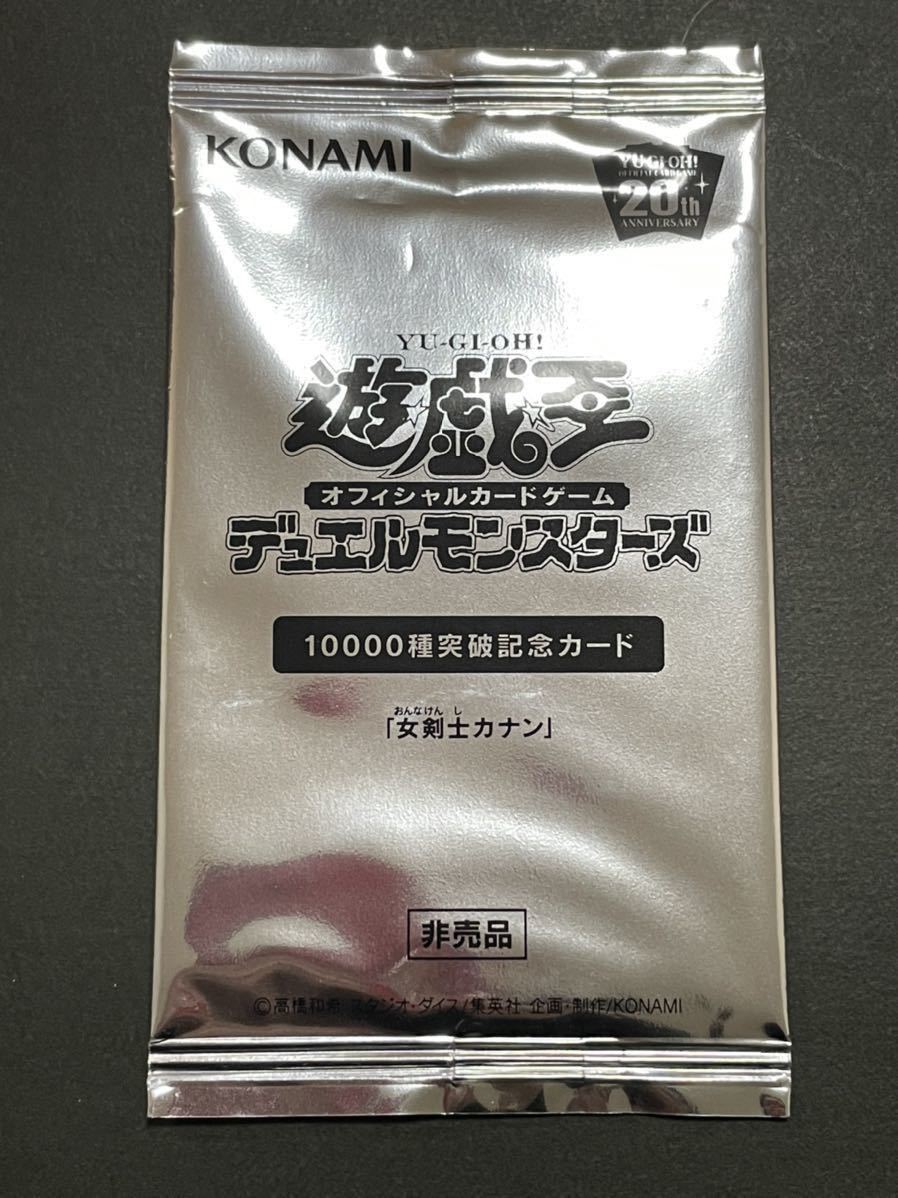 KONAMI
YU-GI-OH!
OFFICIAL CARD GAME
20th
ANNIVERSARY
YU-GI-OH!
遊☆戯☆王
オフィシャルカードゲーム
デュエルモンスターズ
10000種突破記念カード
おんなけんし
「女剣士カナン」
非売品
©高橋和希 スタジオ・ダイス/集英社 企画・制作/KONAMI